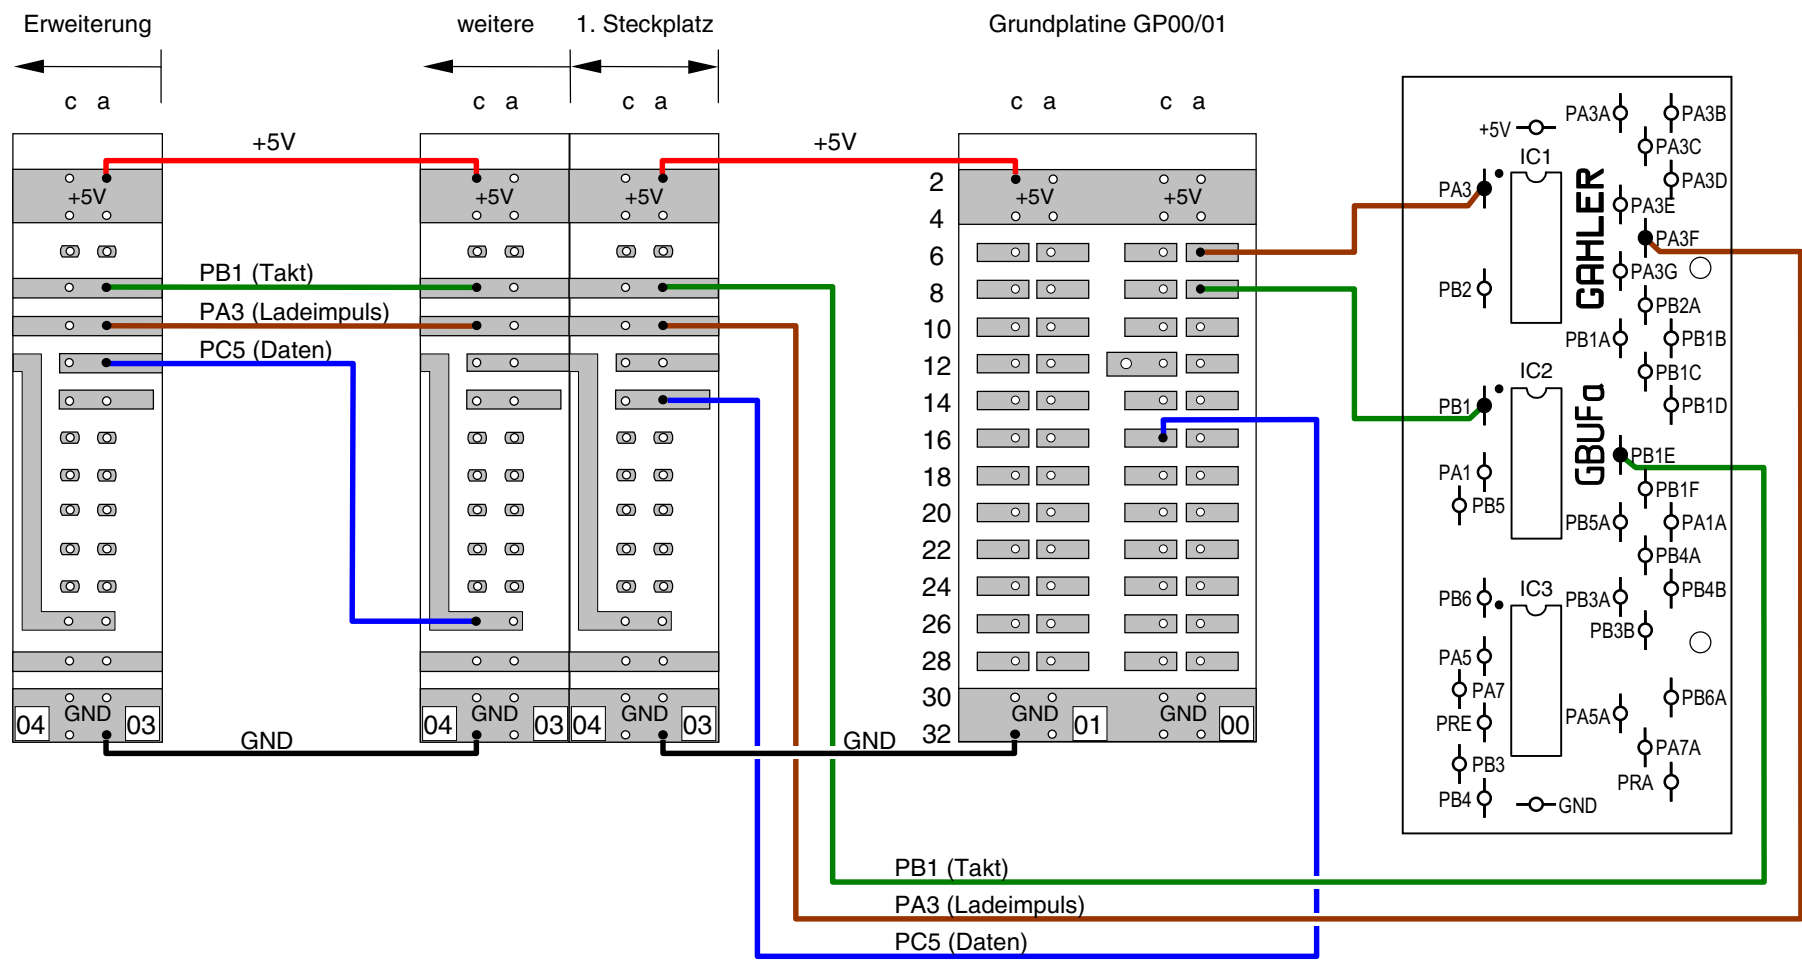 Erweiterung
weitere
1. Steckplatz
Grundplatine GP00/01
c a
c a
c a
c a
c a
+5V
+5V
+5V
+5V
+5V
+5V
+5V
2
4
6
8
10
12
14
16
18
20
22
24
26
28
30
32
PB1 (Takt)
PA3 (Ladeimpuls)
PC5 (Daten)
04
GND
03
GND
04
GND
03
04
GND
03
GND
GND
01
GND
00
PB1 (Takt)
PA3 (Ladeimpuls)
PC5 (Daten)
+5V
IC1
PA3
PB2
IC2
PB1
PA1
PB5
IC3
PB6
PA5
PA7
PRE
PB3
PB4
GND
GAHLER
GBUFa
PA3A
PA3B
PA3C
PA3D
PA3E
PA3F
PA3G
PB2A
PB1A
PB1B
PB1C
PB1D
PB1E
PB1F
PB5A
PA1A
PB4A
PB4B
PB3A
PB3B
PB6A
PA5A
PA7A
PRA